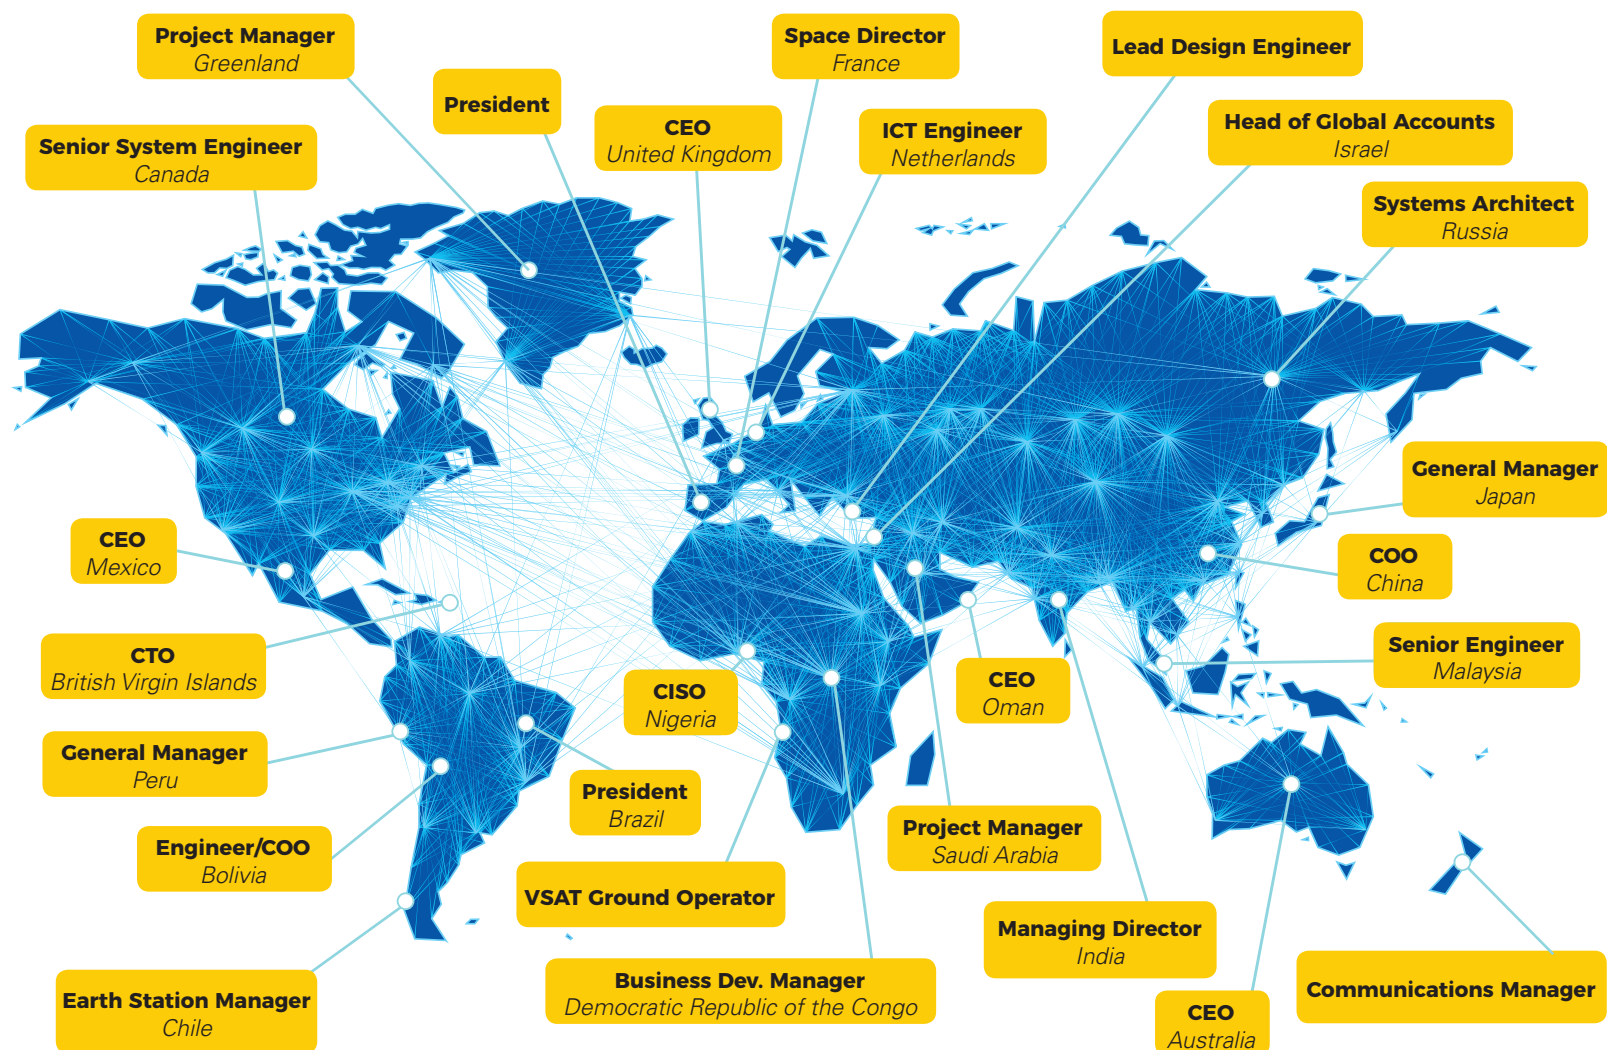 Project Manager
Greenland
Space Director
France
Lead Design Engineer
President
CEO
United Kingdom
ICT Engineer
Netherlands
Head of Global Accounts
Israel
Senior System Engineer
Canada
Systems Architect
Russia
General Manager
Japan
CEO
Mexico
COO
China
CTO
British Virgin Islands
Senior Engineer
Malaysia
CISO
Nigeria
CEO
Oman
General Manager
Peru
President
Brazil
Project Manager
Saudi Arabia
Engineer/COO
Bolivia
VSAT Ground Operator
Managing Director
India
Business Dev. Manager
Democratic Republic of the Congo
Communications Manager
Earth Station Manager
Chile
CEO
Australia